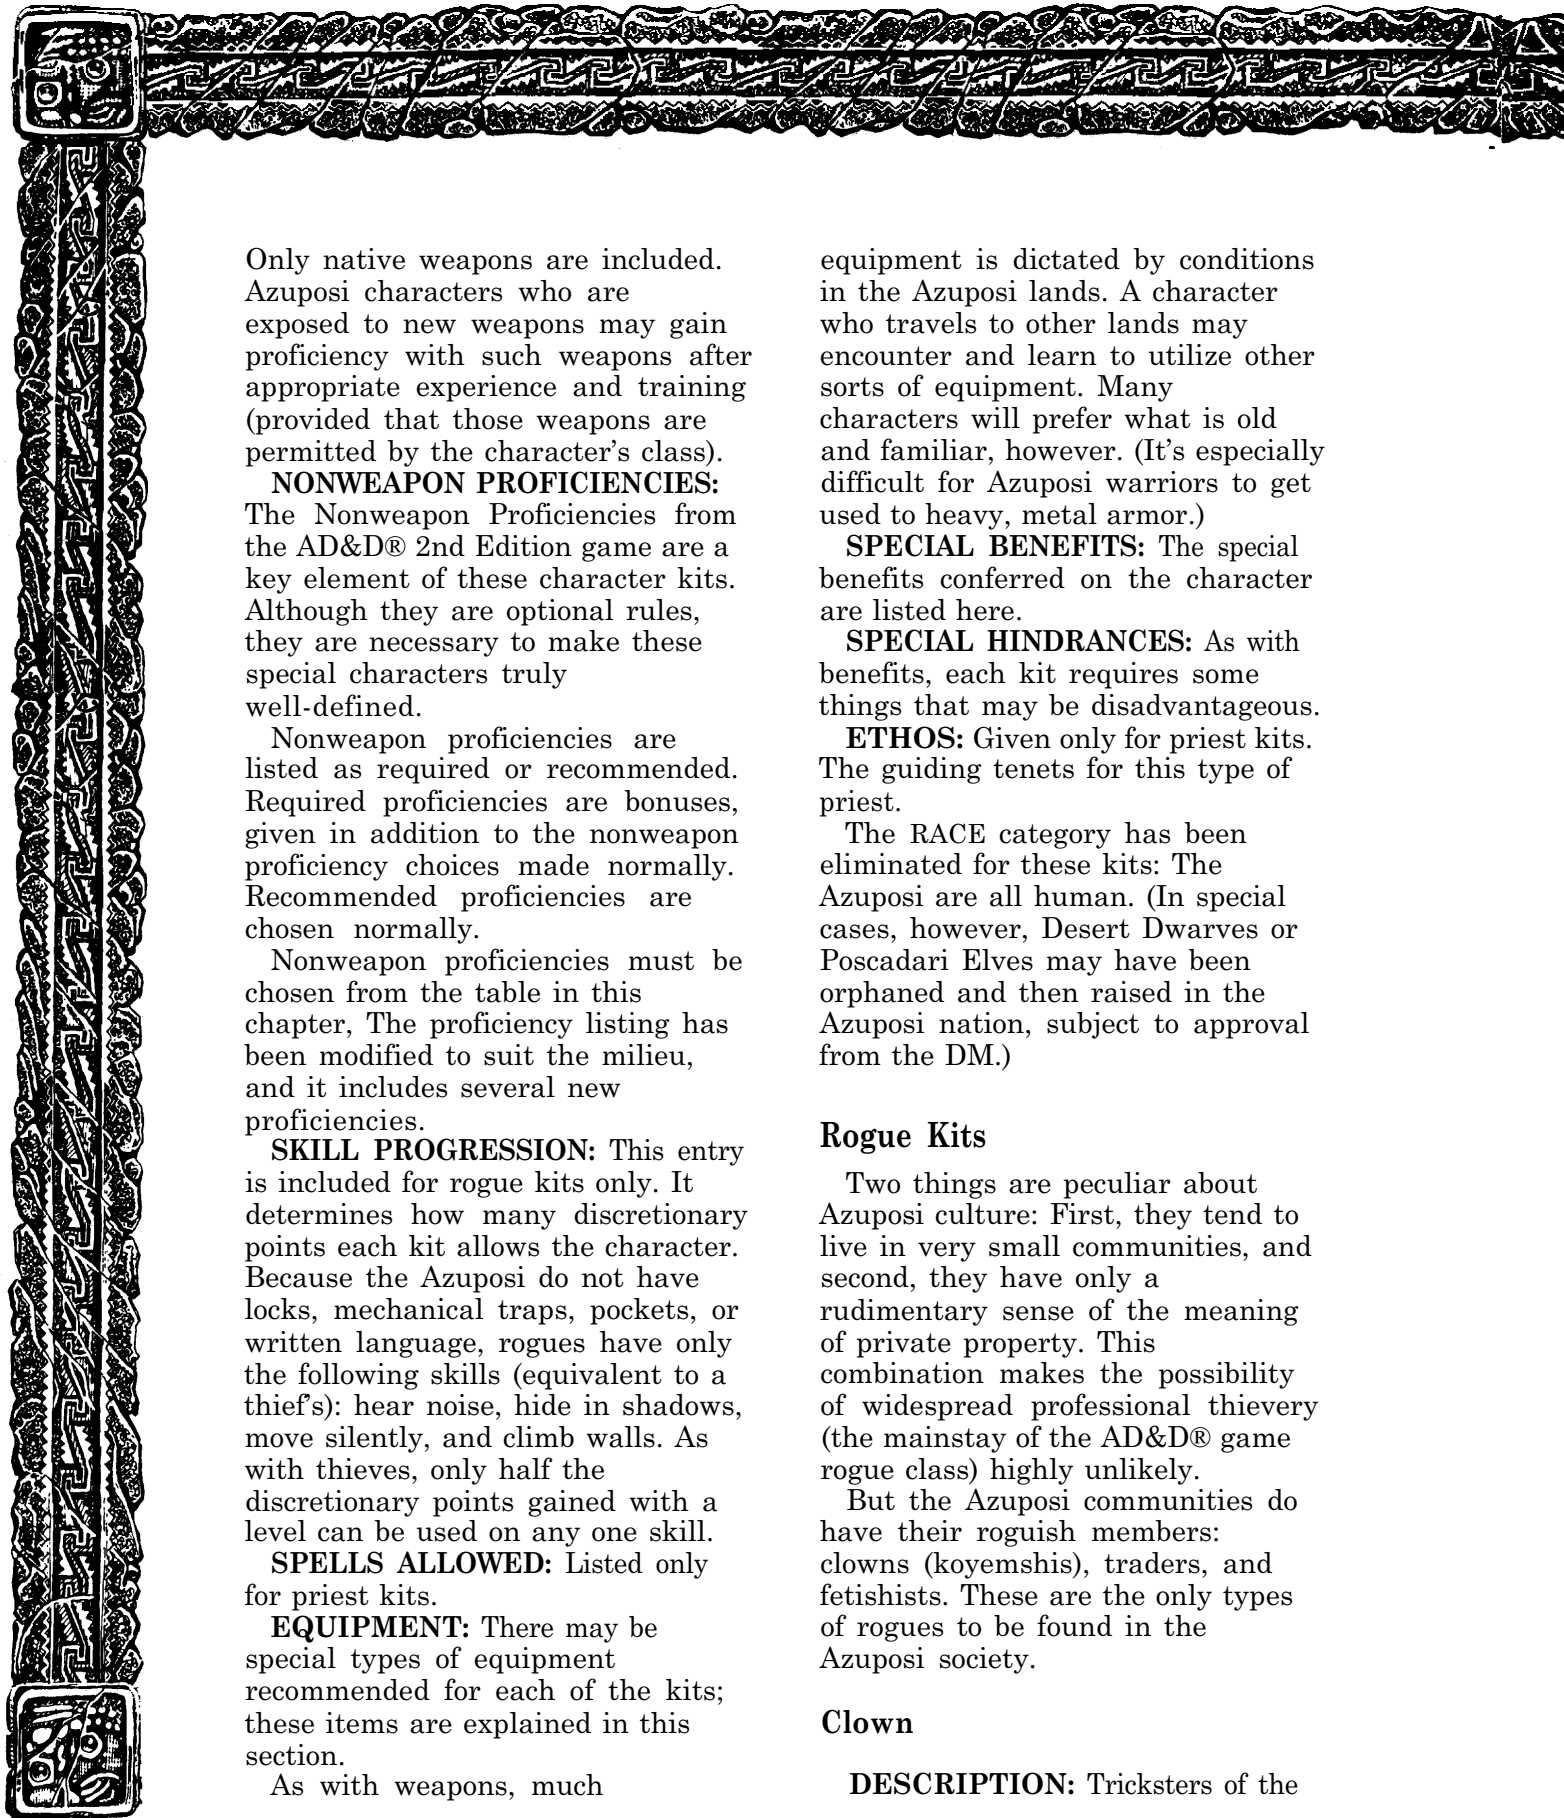 Only native weapons are included.
Azuposi characters who are
exposed to new weapons may gain
proficiency with such weapons after
appropriate experience and training
(provided that those weapons are
permitted by the character's class).
NONWEAPON PROFICIENCIES:
The Nonweapon Proficiencies from
the AD&D® 2nd Edition game are a
key element of these character kits.
Although they are optional rules,
they are necessary to make these
special characters truly
well-defined.
Nonweapon proficiencies are
listed as required or recommended.
Required proficiencies are bonuses,
given in addition to the nonweapon
proficiency choices made normally.
Recommended proficiencies are
chosen normally.
Nonweapon proficiencies must be
chosen from the table in this
chapter, The proficiency listing has
been modified to suit the milieu,
and it includes several new
proficiencies.
SKILL PROGRESSION: This entry
is included for rogue kits only. It
determines how many discretionary
points each kit allows the character.
Because the Azuposi do not have
locks, mechanical traps, pockets, or
written language, rogues have only
the following skills (equivalent to a
thief's): hear noise, hide in shadows,
move silently, and climb walls. As
with thieves, only half the
discretionary points gained with a
level can be used on any one skill.
SPELLS ALLOWED: Listed only
for priest kits.
EQUIPMENT: There may be
special types of equipment
recommended for each of the kits;
these items are explained in this
section.
As with weapons, much
equipment is dictated by conditions
in the Azuposi lands. A character
who travels to other lands may
encounter and learn to utilize other
sorts of equipment. Many
characters will prefer what is old
and familiar, however. (It's especially
difficult for Azuposi warriors to get
used to heavy, metal armor.)
SPECIAL BENEFITS: The special
benefits conferred on the character
are listed here.
SPECIAL HINDRANCES: As with
benefits, each kit requires some
things that may be disadvantageous.
ETHOS: Given only for priest kits.
The guiding tenets for this type of
priest.
The RACE category has been
eliminated for these kits: The
Azuposi are all human. (In special
cases, however, Desert Dwarves or
Poscadari Elves may have been
orphaned and then raised in the
Azuposi nation, subject to approval
from the DM.)
Rogue Kits
Two things are peculiar about
Azuposi culture: First, they tend to
live in very small communities, and
second, they have only a
rudimentary sense of the meaning
of private property. This
combination makes the possibility
of widespread professional thievery
(the mainstay of the AD&D® game
rogue class) highly unlikely.
But the Azuposi communities do
have their roguish members:
clowns (koyemshis), traders, and
fetishists. These are the only types
of rogues to be found in the
Azuposi society.
Clown
DESCRIPTION: Tricksters of the